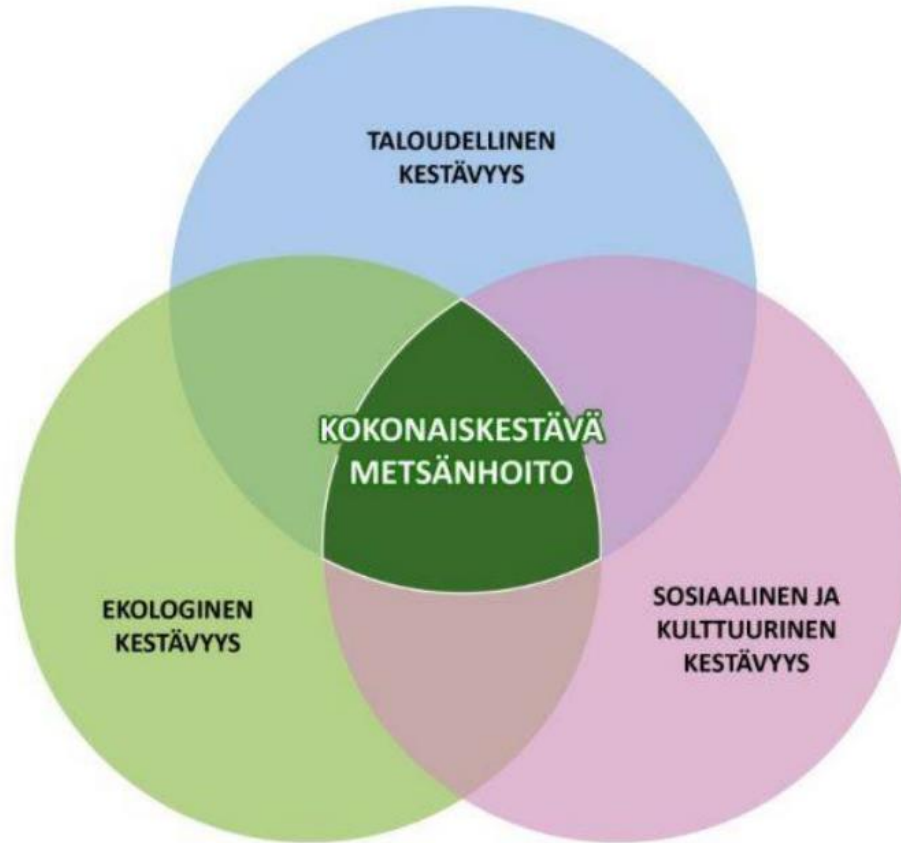 TALOUDELLINEN
KESTÄVYYS
KOKONAISKESTÄVÄ
METSÄNHOITO
EKOLOGINEN
KESTÄVYYS
SOSIAALINEN JA
KULTTUURINEN
KESTÄVYYS